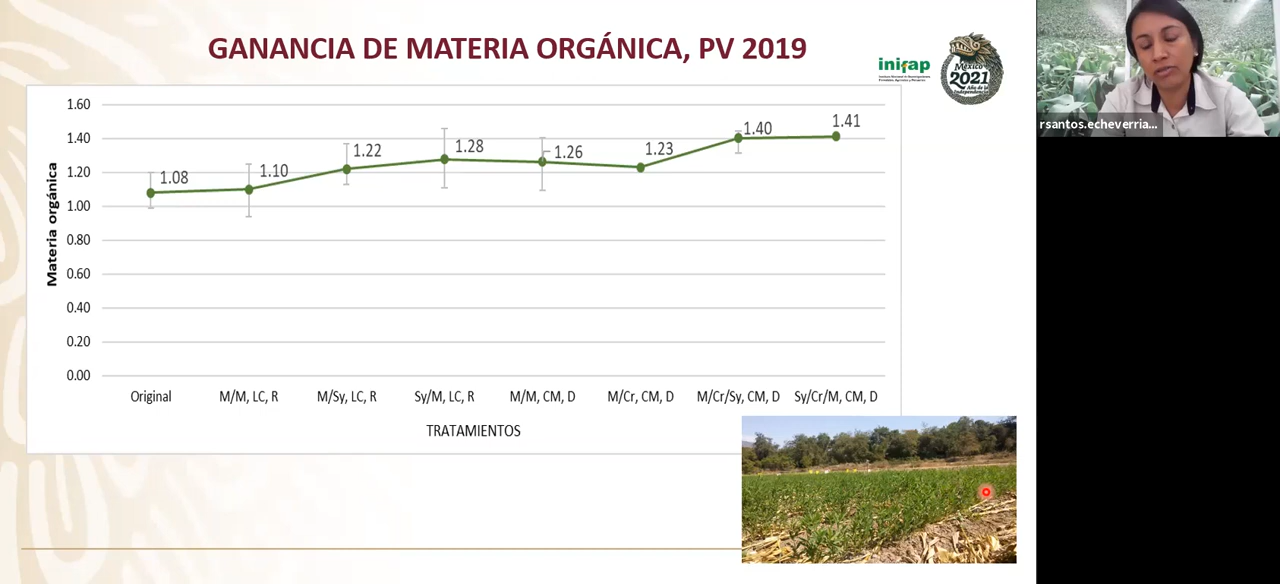 GANANCIA DE MATERIA ORGÁNICA, PV 2019
inifap
México
2021
Año de la
Independencia
rsantos.echeverria...
Materia orgánica
1.60
1.40
1.20
1.00
0.80
0.60
0.40
0.20
0.00
1.08
1.10
1.22
1.28
1.26
1.23
1.40
1.41
Original
M/M, LC, R
M/Sy, LC, R
Sy/M, LC, R
M/M, CM, D
M/Cr, CM, D
M/Cr/Sy, CM, D
Sy/Cr/M, CM, D
TRATAMIENTOS